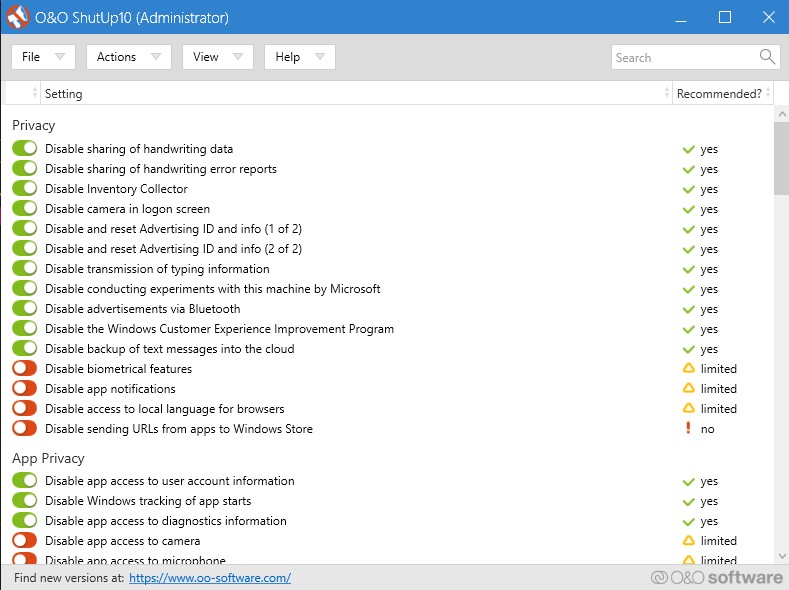 O&O ShutUp10 (Administrator)
File Actions View Help Search
Setting Recommended?
Privacy
Disable sharing of handwriting data yes
Disable sharing of handwriting error reports yes
Disable Inventory Collector yes
Disable camera in logon screen yes
Disable and reset Advertising ID and info (1 of 2) yes
Disable and reset Advertising ID and info (2 of 2) yes
Disable transmission of typing information yes
Disable conducting experiments with this machine by Microsoft yes
Disable advertisements via Bluetooth yes
Disable the Windows Customer Experience Improvement Program yes
Disable backup of text messages into the cloud yes
Disable biometrical features limited
Disable app notifications limited
Disable access to local language for browsers limited
Disable sending URLs from apps to Windows Store no
App Privacy
Disable app access to user account information yes
Disable Windows tracking of app starts yes
Disable app access to diagnostics information yes
Disable app access to camera limited
Disable app access to microphone limited
Find new versions at: https://www.oo-software.com/ O&O software